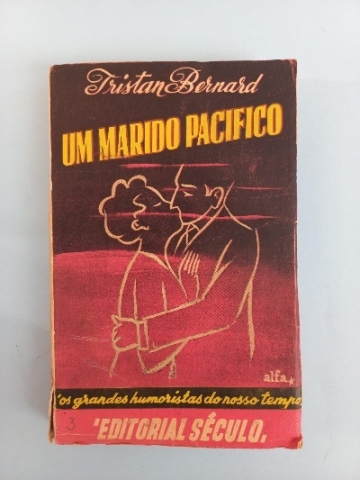 Tristan Bernard
UM MARIDO PACIFICO
alfa.
os grandes humoristas do nosso tempo
3
EDITORIAL SÉCULO.